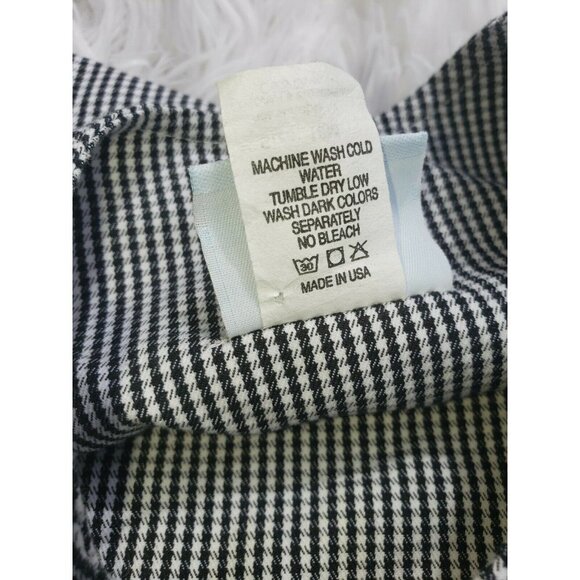 MACHINE WASH COLD
WATER
TUMBLE DRY LOW
WASH DARK COLORS
SEPARATELY
NO BLEACH
30
MADE IN USA